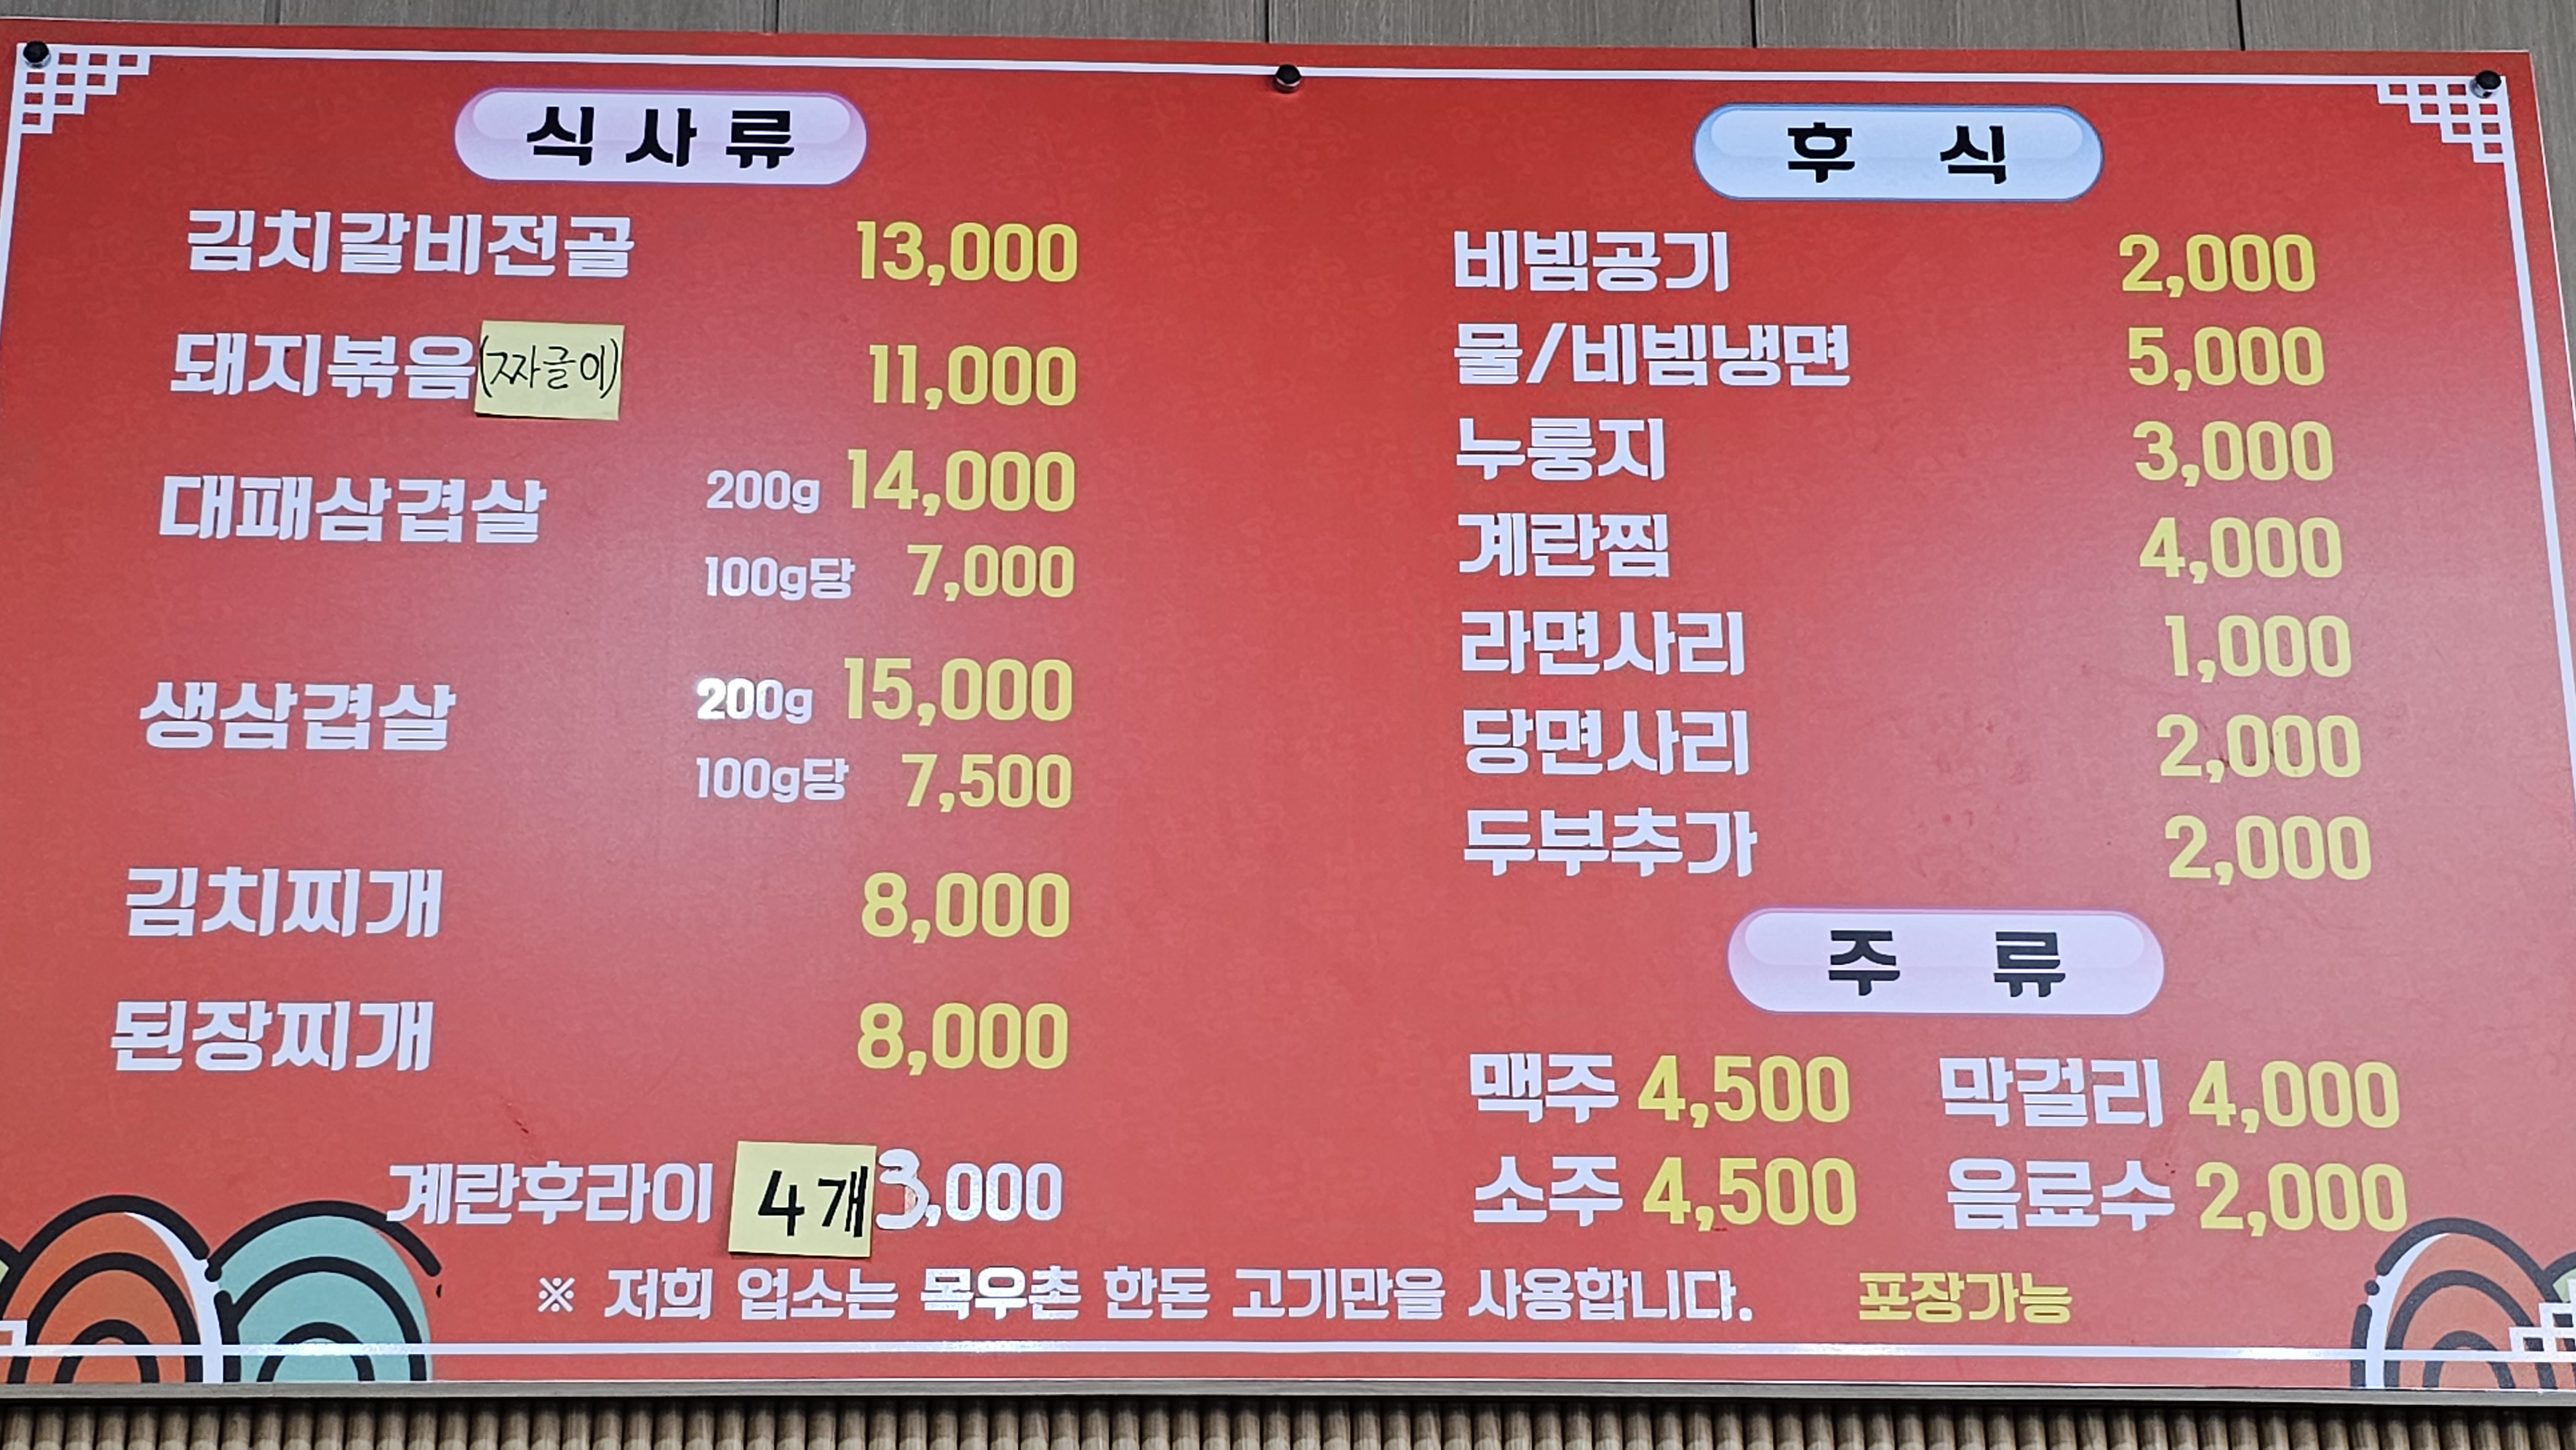 식사류
김치갈비전골 13,000
돼지볶음(짜글이) 11,000
대패삼겹살 200g 14,000
100g당 7,000
생삼겹살 200g 15,000
100g당 7,500
김치찌개 8,000
된장찌개 8,000
계란후라이 4개 3,000
후 식
비빔공기 2,000
물/비빔냉면 5,000
누룽지 3,000
계란찜 4,000
라면사리 1,000
당면사리 2,000
두부추가 2,000
주 류
맥주 4,500 막걸리 4,000
소주 4,500 음료수 2,000
※ 저희 업소는 목우촌 한돈 고기만을 사용합니다. 포장가능